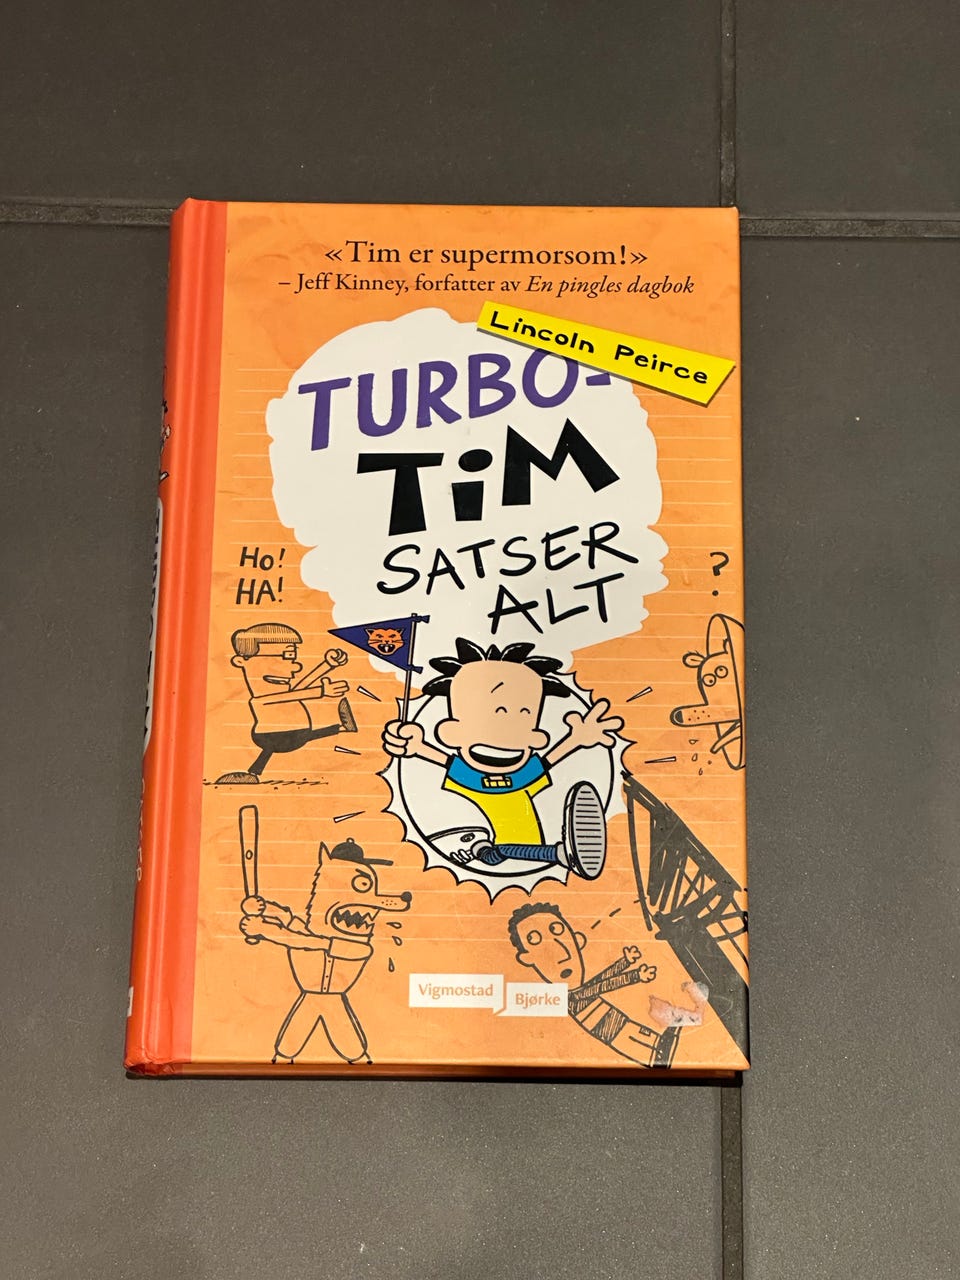 «Tim er supermorsom!»
– Jeff Kinney, forfatter av En pingles dagbok
Lincoln Peirce
TURBO-
TiM
SATSER
ALT
Ho!
HA!
?
Vigmostad
Bjørke